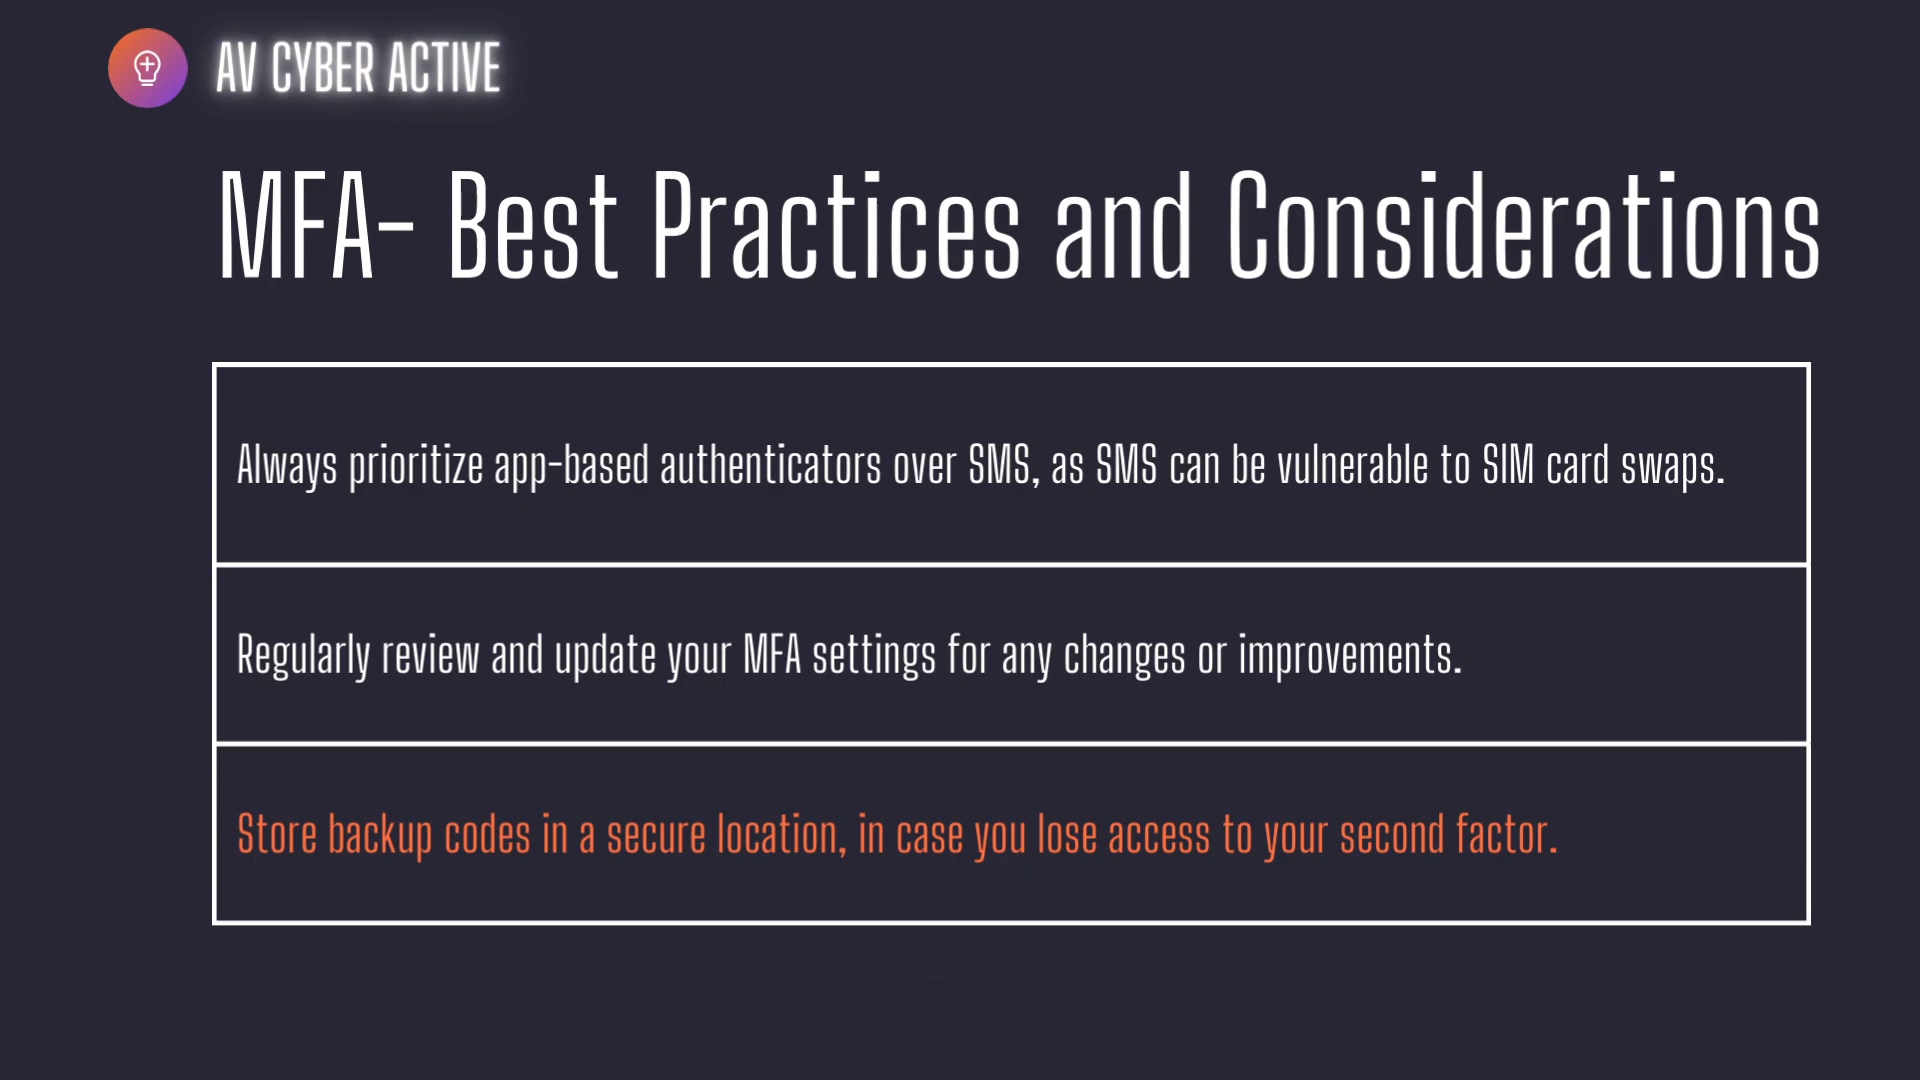 AV CYBER ACTIVE
MFA- Best Practices and Considerations
Always prioritize app-based authenticators over SMS, as SMS can be vulnerable to SIM card swaps.
Regularly review and update your MFA settings for any changes or improvements.
Store backup codes in a secure location, in case you lose access to your second factor.